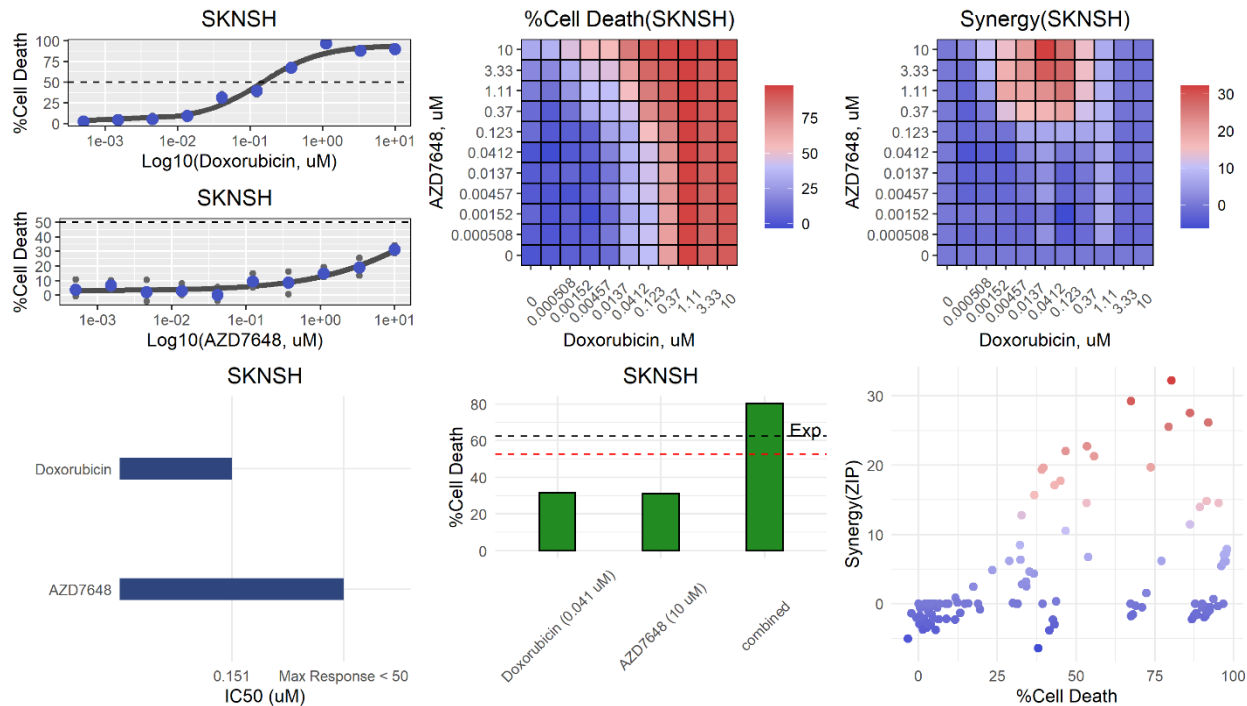 SKNSH
%Cell Death
100
75
50
25
0
1e-03 1e-02 1e-01 1e+00 1e+01
Log10(Doxorubicin, uM)
SKNSH
%Cell Death
50
40
30
20
10
0
1e-03 1e-02 1e-01 1e+00 1e+01
Log10(AZD7648, uM)
%Cell Death(SKNSH)
AZD7648, uM
10
3.33
1.11
0.37
0.123
0.0412
0.0137
0.00457
0.00152
0.000508
0
0 0.000508 0.00152 0.00457 0.0137 0.0412 0.123 0.37 1.11 3.33 10
Doxorubicin, uM
75
50
25
0
Synergy(SKNSH)
AZD7648, uM
10
3.33
1.11
0.37
0.123
0.0412
0.0137
0.00457
0.00152
0.000508
0
0 0.000508 0.00152 0.00457 0.0137 0.0412 0.123 0.37 1.11 3.33 10
Doxorubicin, uM
30
20
10
0
SKNSH
Doxorubicin
AZD7648
0.151 Max Response < 50
IC50 (uM)
SKNSH
%Cell Death
80
60
40
20
0
Exp
Doxorubicin (0.041 uM) AZD7648 (10 uM) combined
Synergy(ZIP)
30
20
10
0
0 25 50 75 100
%Cell Death